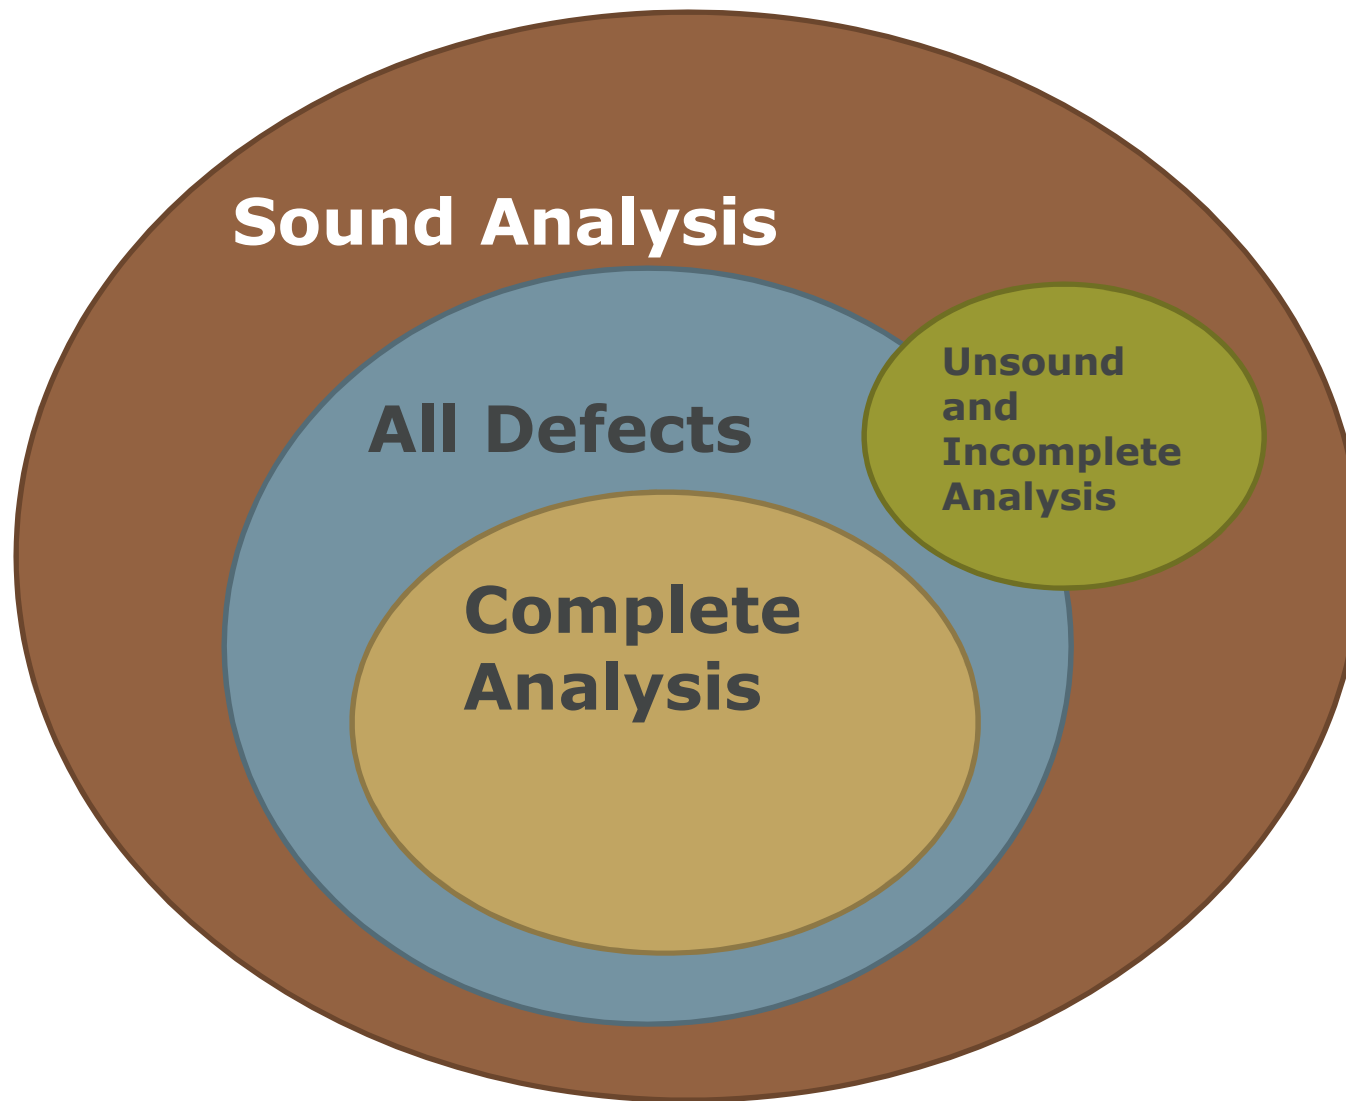 Sound Analysis
Unsound
and
Incomplete
Analysis
All Defects
Complete
Analysis